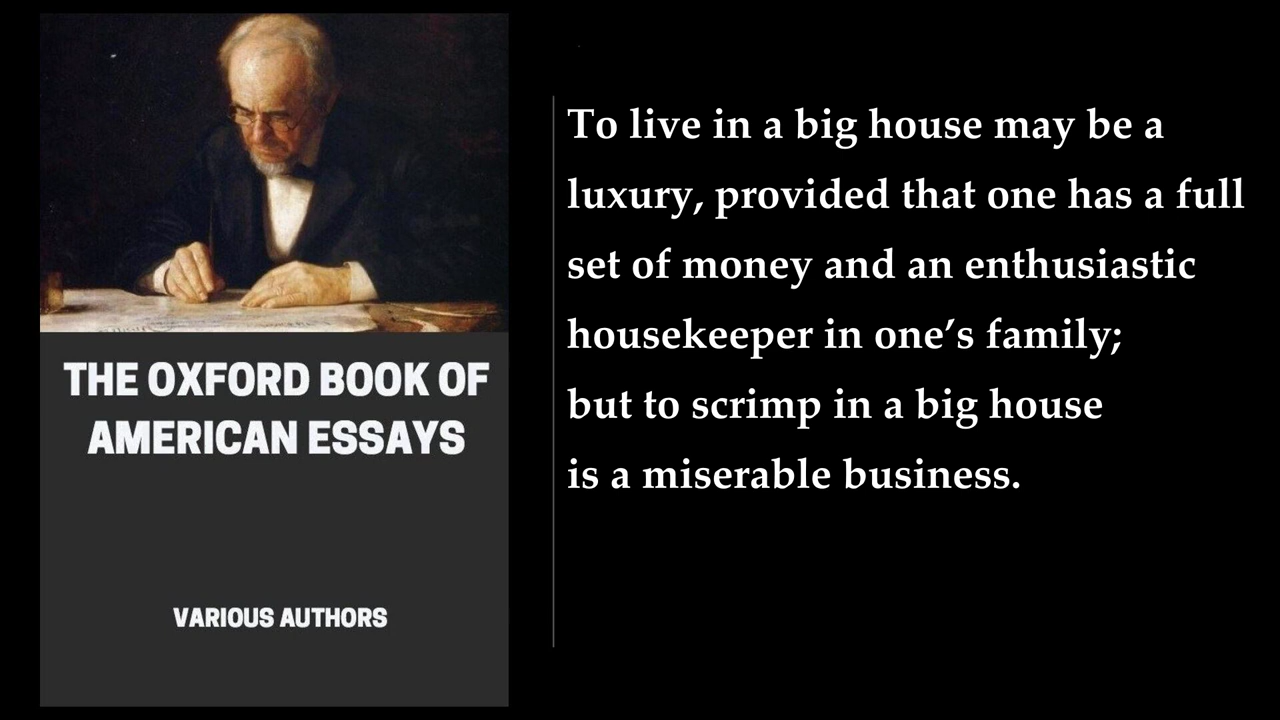 THE OXFORD BOOK OF
AMERICAN ESSAYS
VARIOUS AUTHORS
To live in a big house may be a
luxury, provided that one has a full
set of money and an enthusiastic
housekeeper in one’s family;
but to scrimp in a big house
is a miserable business.